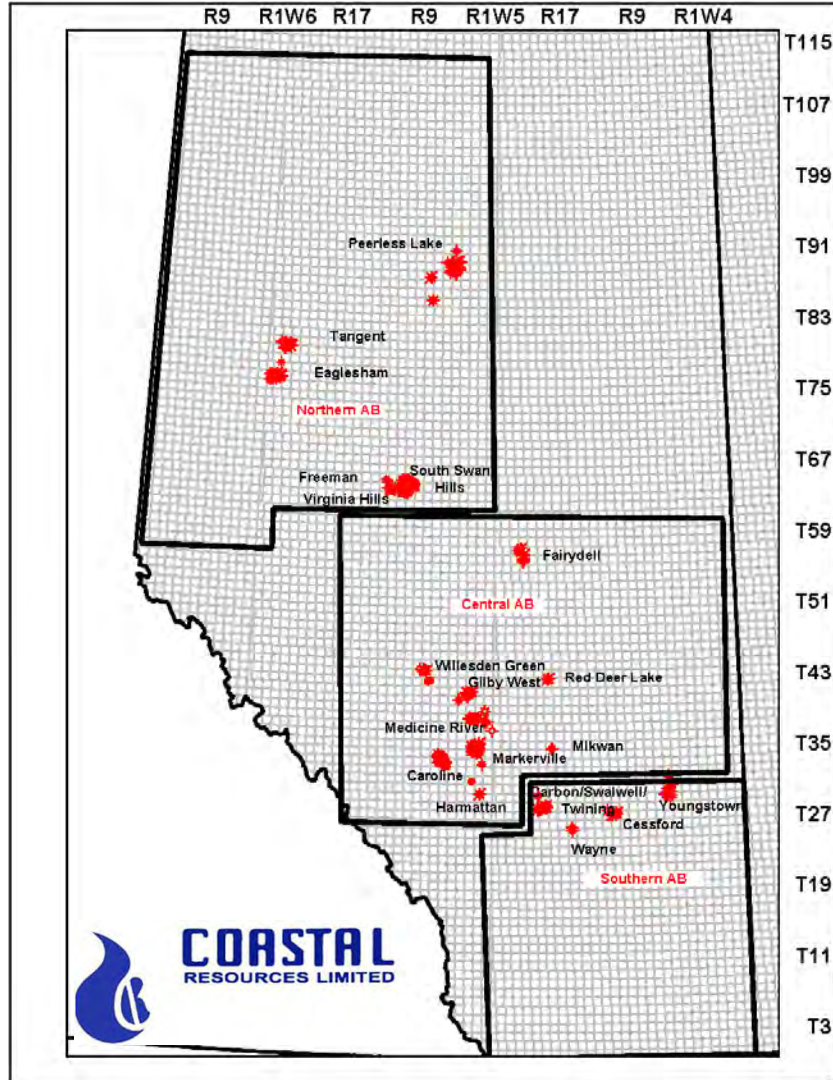 R9 R1W6 R17 R9 R1W5 R17 R9 R1W4
T115
T107
T99
T91
Peerless Lake
T83
Tangent
Eaglesham
T75
Northern AB
T67
South Swan
Hills
Freeman
Virginia Hills
T59
Fairydell
Central AB
T51
Willesden Green
T43
Gilby West
Red Deer Lake
Medicine River
T35
Mikwan
Markerville
Caroline
Carbon/Swalwell/
Twining
Harmattan
Youngstown
T27
Cessford
Wayne
Southern AB
T19
COASTAL
RESOURCES LIMITED
T11
T3